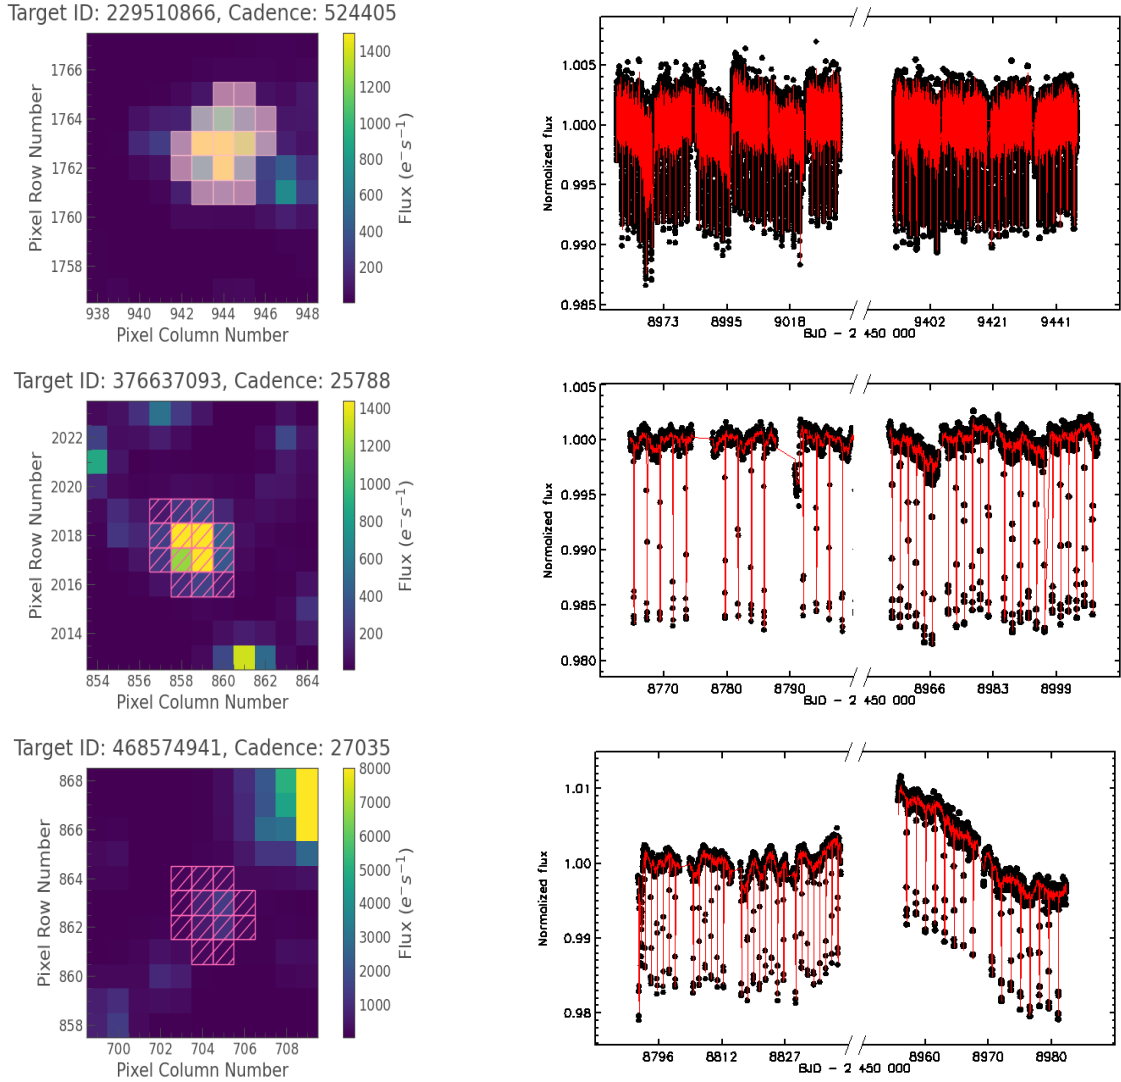 Target ID: 229510866, Cadence: 524405
Pixel Row Number
1766
1764
1762
1760
1758
938 940 942 944 946 948
Pixel Column Number
1400
1200
1000
800
600
400
200
Flux (e⁻s⁻¹)
Normalized flux
1.005
1.000
0.995
0.990
0.985
8973 8995 9018 9402 9421 9441
BJD - 2 450 000
Target ID: 376637093, Cadence: 25788
Pixel Row Number
2022
2020
2018
2016
2014
854 856 858 860 862 864
Pixel Column Number
1400
1200
1000
800
600
400
200
Flux (e⁻s⁻¹)
Normalized flux
1.005
1.000
0.995
0.990
0.985
0.980
8770 8780 8790 8966 8983 8999
BJD - 2 450 000
Target ID: 468574941, Cadence: 27035
Pixel Row Number
868
866
864
862
860
858
700 702 704 706 708
Pixel Column Number
8000
7000
6000
5000
4000
3000
2000
1000
Flux (e⁻s⁻¹)
Normalized flux
1.01
1.00
0.99
0.98
8796 8812 8827 8960 8970 8980
BJD - 2 450 000